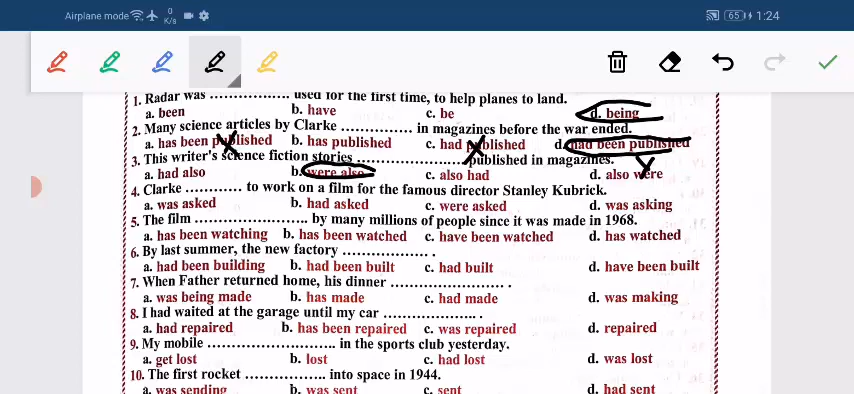 Airplane mode 0 K/s 65 1:24
1. Radar was .................. used for the first time, to help planes to land.
a. been b. have c. be d. being
2. Many science articles by Clarke ................ in magazines before the war ended.
a. has been published b. has published c. had published d. had been published
3. This writer's science fiction stories ........................ published in magazines.
a. had also b. were also c. also had d. also were
4. Clarke ............. to work on a film for the famous director Stanley Kubrick.
a. was asked b. had asked c. were asked d. was asking
5. The film .......................... by many millions of people since it was made in 1968.
a. has been watching b. has been watched c. have been watched d. has watched
6. By last summer, the new factory ..................... .
a. had been building b. had been built c. had built d. have been built
7. When Father returned home, his dinner ........................... .
a. was being made b. has made c. had made d. was making
8. I had waited at the garage until my car ..................... .
a. had repaired b. has been repaired c. was repaired d. repaired
9. My mobile ............................. in the sports club yesterday.
a. get lost b. lost c. had lost d. was lost
10. The first rocket .................. into space in 1944.
a. was sending b. was sent c. sent d. had sent